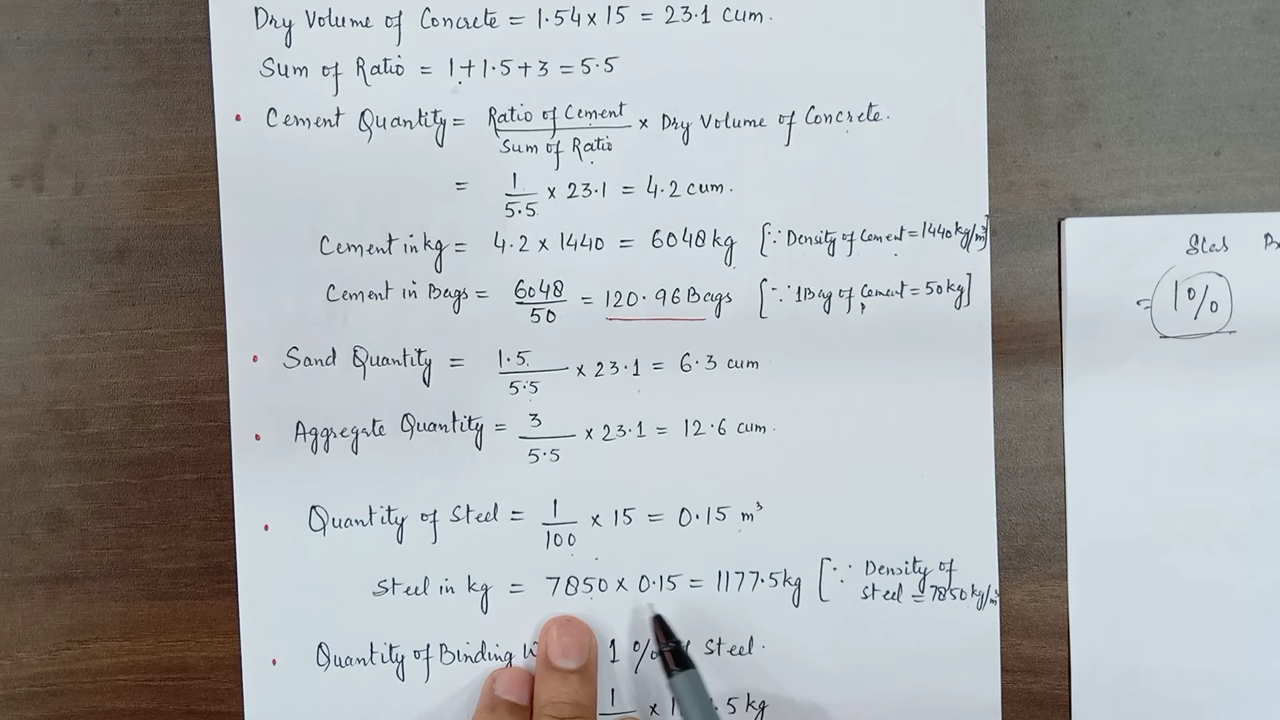 Dry Volume of Concrete = 1.54 x 15 = 23.1 cum.
Sum of Ratio = 1+1.5+3 = 5.5
• Cement Quantity = Ratio of Cement / Sum of Ratio x Dry Volume of Concrete.
= 1/5.5 x 23.1 = 4.2 cum.
Cement in kg = 4.2 x 1440 = 6048 kg [∵ Density of Cement = 1440 kg/m³]
Cement in Bags = 6048/50 = 120.96 Bags [∵ 1 Bag of Cement = 50 kg]
• Sand Quantity = 1.5/5.5 x 23.1 = 6.3 cum
• Aggregate Quantity = 3/5.5 x 23.1 = 12.6 cum.
• Quantity of Steel = 1/100 x 15 = 0.15 m³
Steel in kg = 7850 x 0.15 = 1177.5 kg [∵ Density of
Steel = 7850 kg/m³
• Quantity of Binding 1 % Steel.
1 x 1 .5 kg
= 1%